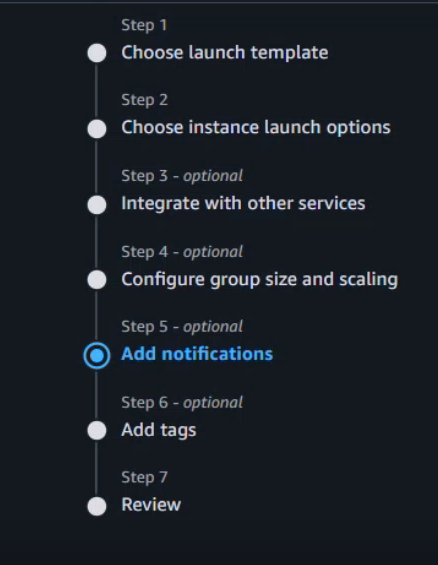 Step 1
Choose launch template
Step 2
Choose instance launch options
Step 3 - optional
Integrate with other services
Step 4 - optional
Configure group size and scaling
Step 5 - optional
Add notifications
Step 6 - optional
Add tags
Step 7
Review